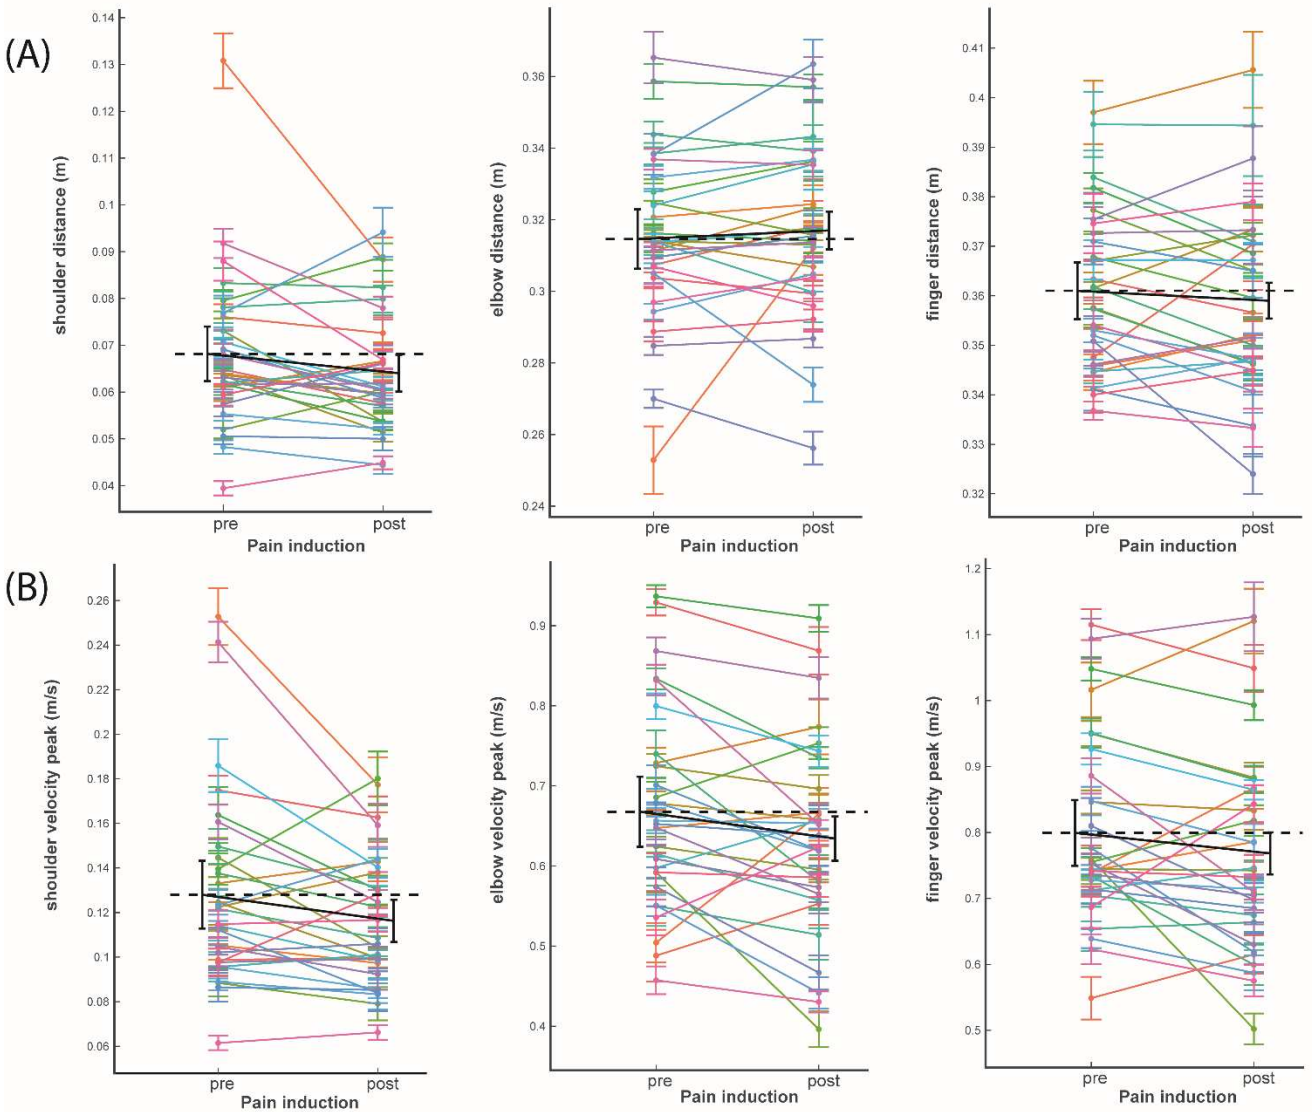 (A)
shoulder distance (m)
0.14
0.13
0.12
0.11
0.1
0.09
0.08
0.07
0.06
0.05
0.04
pre post
Pain induction
elbow distance (m)
0.36
0.34
0.32
0.3
0.28
0.26
0.24
pre post
Pain induction
finger distance (m)
0.41
0.4
0.39
0.38
0.37
0.36
0.35
0.34
0.33
0.32
pre post
Pain induction
(B)
shoulder velocity peak (m/s)
0.26
0.24
0.22
0.2
0.18
0.16
0.14
0.12
0.1
0.08
0.06
pre post
Pain induction
elbow velocity peak (m/s)
0.9
0.8
0.7
0.6
0.5
0.4
pre post
Pain induction
finger velocity peak (m/s)
1.2
1.1
1
0.9
0.8
0.7
0.6
0.5
pre post
Pain induction